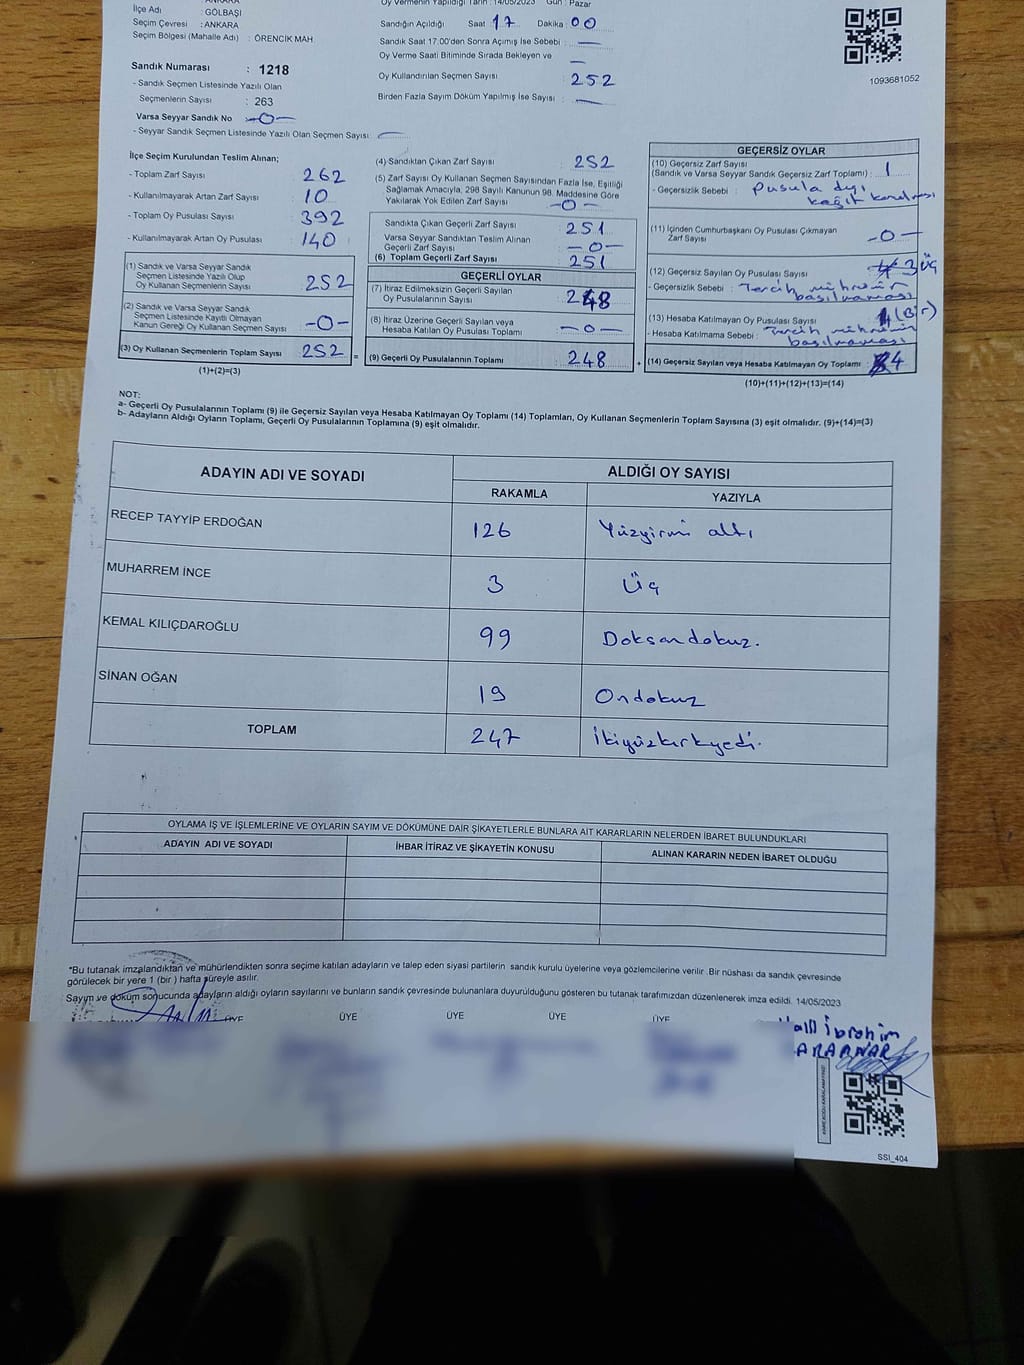 İlçe Adı : GÖLBAŞI
Seçim Çevresi : ANKARA
Seçim Bölgesi (Mahalle Adı) : ÖRENCİK MAH
Sandık Numarası : 1218
- Sandık Seçmen Listesinde Yazılı Olan
Seçmenlerin Sayısı : 263
Varsa Seyyar Sandık No -0-
- Seyyar Sandık Seçmen Listesinde Yazılı Olan Seçmen Sayısı : —
Oy Vermenin Yapıldığı Tarih : 14/05/2023 Gün : Pazar
Sandığın Açıldığı Saat 17 Dakika 00
Sandık Saat 17:00'den Sonra Açımış İse Sebebi : —
Oy Verme Saati Bitiminde Sırada Bekleyen ve —
Oy Kullandırılan Seçmen Sayısı : 252
Birden Fazla Sayım Döküm Yapılmış İse Sayısı : —
1093681052
İlçe Seçim Kurulundan Teslim Alınan;
- Toplam Zarf Sayısı : 262
- Kullanılmayarak Artan Zarf Sayısı : 10
- Toplam Oy Pusulası Sayısı : 392
- Kullanılmayarak Artan Oy Pusulası : 140
(1) Sandık ve Varsa Seyyar Sandık
Seçmen Listesinde Yazılı Olup
Oy Kullanan Seçmenlerin Sayısı : 252
(2) Sandık ve Varsa Seyyar Sandık
Seçmen Listesinde Kayıtlı Olmayan
Kanun Gereği Oy Kullanan Seçmen Sayısı : -0-
(3) Oy Kullanan Seçmenlerin Toplam Sayısı : 252
(1)+(2)=(3)
=
(4) Sandıktan Çıkan Zarf Sayısı : 252
(5) Zarf Sayısı Oy Kullanan Seçmen Sayısından Fazla İse, Eşitliği
Sağlamak Amacıyla, 298 Sayılı Kanunun 98. Maddesine Göre
Yakılarak Yok Edilen Zarf Sayısı : -0-
Sandıkta Çıkan Geçerli Zarf Sayısı : 251
Varsa Seyyar Sandıktan Teslim Alınan
Geçerli Zarf Sayısı : -0-
(6) Toplam Geçerli Zarf Sayısı : 251
GEÇERLİ OYLAR
(7) İtiraz Edilmeksizin Geçerli Sayılan
Oy Pusulalarının Sayısı : 248
(8) İtiraz Üzerine Geçerli Sayılan veya
Hesaba Katılan Oy Pusulası Toplamı : -0-
(9) Geçerli Oy Pusulalarının Toplamı : 248
+
GEÇERSİZ OYLAR
(10) Geçersiz Zarf Sayısı
(Sandık ve Varsa Seyyar Sandık Geçersiz Zarf Toplamı) : 1
- Geçersizlik Sebebi : Pusula dışı
kağıt konulması
(11) İçinden Cumhurbaşkanı Oy Pusulası Çıkmayan
Zarf Sayısı : -0-
(12) Geçersiz Sayılan Oy Pusulası Sayısı : 3 üç
- Geçersizlik Sebebi : Tercih mührünün
basılmaması
(13) Hesaba Katılmayan Oy Pusulası Sayısı : 1 (Bir)
- Hesaba Katılmama Sebebi : Tercih mührünün
basılmaması
(14) Geçersiz Sayılan veya Hesaba Katılmayan Oy Toplamı : 4
(10)+(11)+(12)+(13)=(14)
NOT:
a- Geçerli Oy Pusulalarının Toplamı (9) ile Geçersiz Sayılan veya Hesaba Katılmayan Oy Toplamı (14) Toplamları, Oy Kullanan Seçmenlerin Toplam Sayısına (3) eşit olmalıdır. (9)+(14)=(3)
b- Adayların Aldığı Oyların Toplamı, Geçerli Oy Pusulalarının Toplamına (9) eşit olmalıdır.
ADAYIN ADI VE SOYADI ALDIĞI OY SAYISI
RAKAMLA YAZIYLA
RECEP TAYYİP ERDOĞAN 126 Yüzyirmi altı
MUHARREM İNCE 3 Üç
KEMAL KILIÇDAROĞLU 99 Doksandokuz.
SİNAN OĞAN 19 Ondokuz
TOPLAM 247 İkiyüzkırkyedi.
OYLAMA İŞ VE İŞLEMLERİNE VE OYLARIN SAYIM VE DÖKÜMÜNE DAİR ŞİKAYETLERLE BUNLARA AİT KARARLARIN NELERDEN İBARET BULUNDUKLARI
ADAYIN ADI VE SOYADI İHBAR İTİRAZ VE ŞİKAYETİN KONUSU ALINAN KARARIN NEDEN İBARET OLDUĞU
*Bu tutanak imzalandıktan ve mühürlendikten sonra seçime katılan adayların ve talep eden siyasi partilerin sandık kurulu üyelerine veya gözlemcilerine verilir .Bir nüshası da sandık çevresinde
görülecek bir yere 1 (bir ) hafta süreyle asılır.
Sayım ve döküm sonucunda adayların aldığı oyların sayılarını ve bunların sandık çevresinde bulunanlara duyurulduğunu gösteren bu tutanak tarafımızdan düzenlenerek imza edildi. 14/05/2023
ÜYE ÜYE ÜYE ÜYE ÜYE
İbrahim
SSI_404